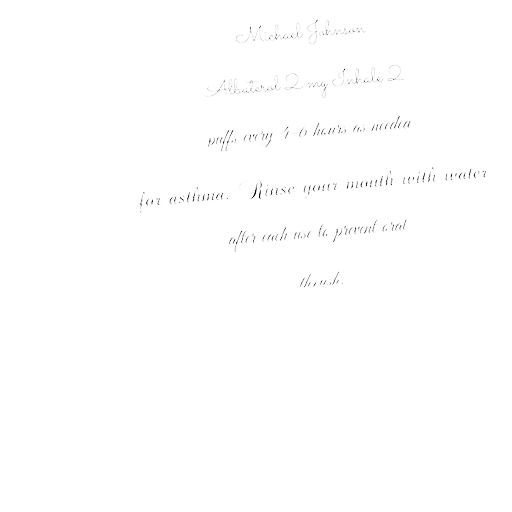 Michael Johnson
Albuterol 2 mg Inhale 2
puffs every 4-6 hours as needed
for asthma. Rinse your mouth with water
after each use to prevent oral
thrush.